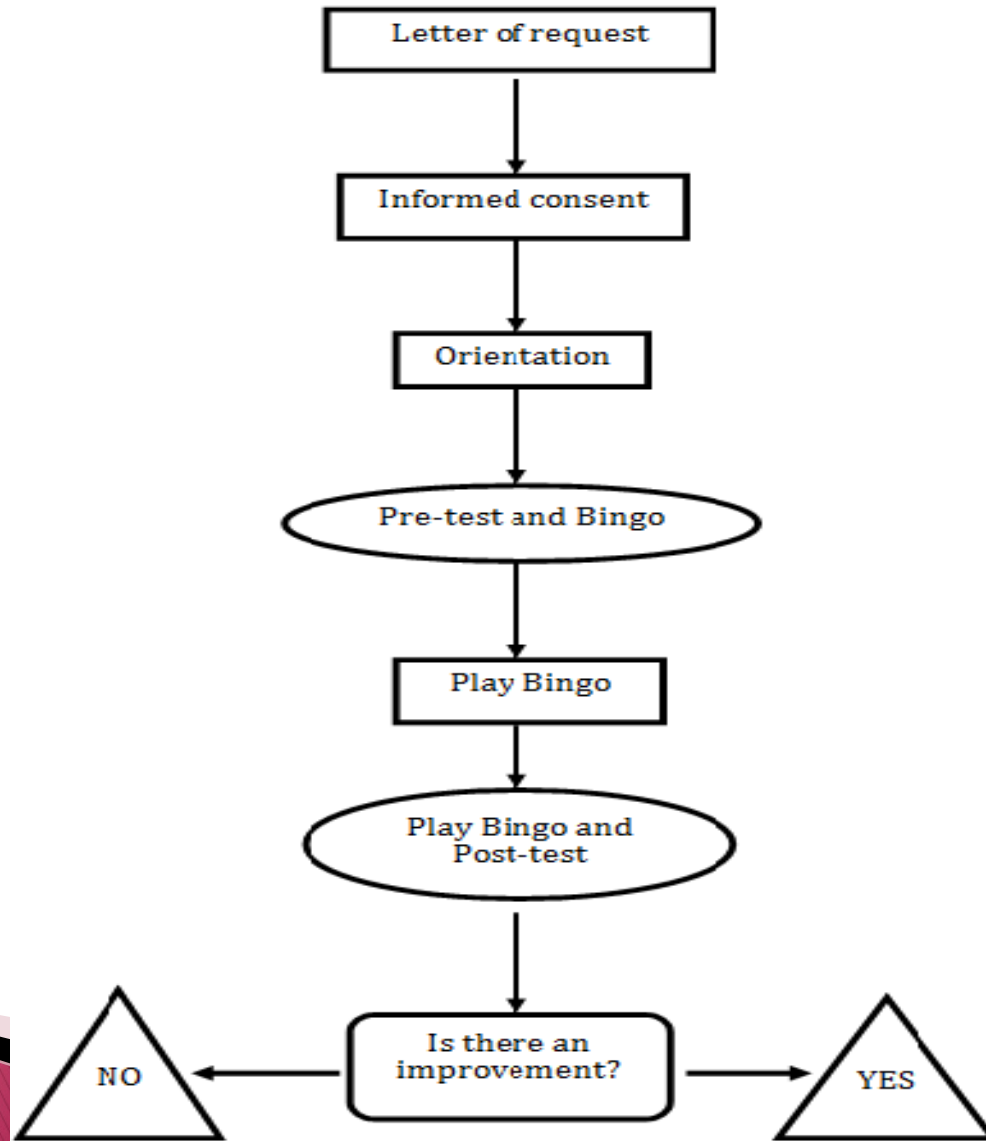 Letter of request
Informed consent
Orientation
Pre-test and Bingo
Play Bingo
Play Bingo and
Post-test
Is there an
improvement?
NO
YES